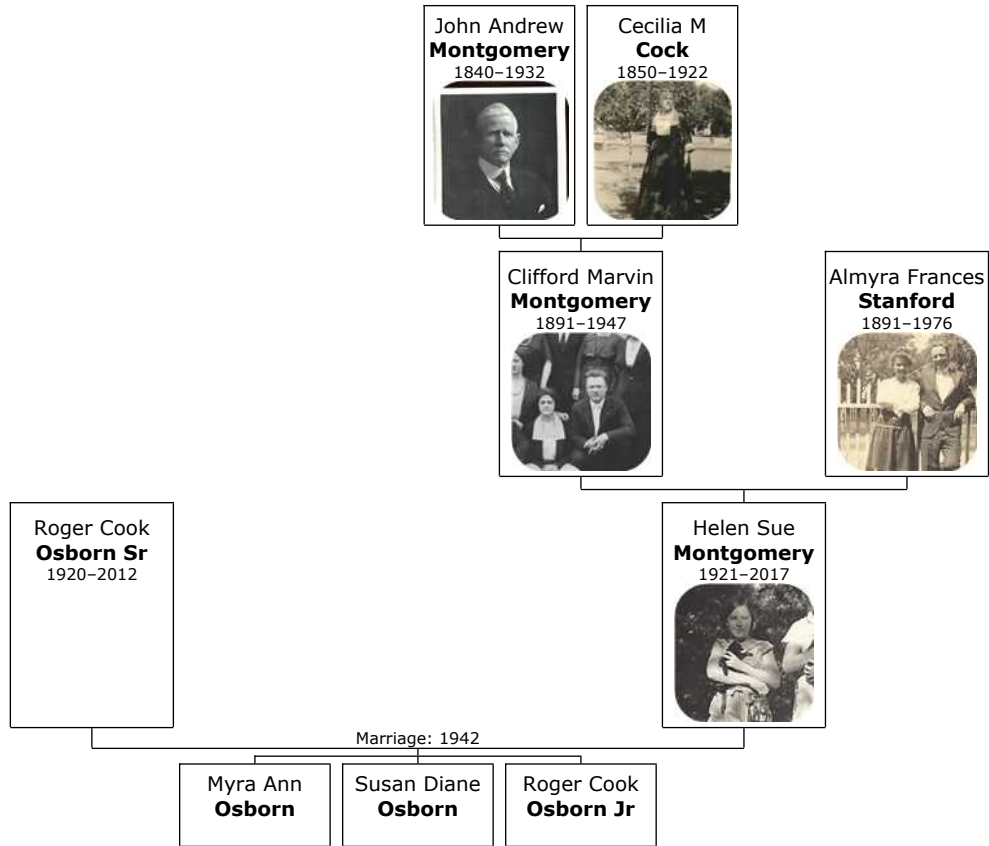 John Andrew
Montgomery
1840–1932
Cecilia M
Cock
1850–1922
Clifford Marvin
Montgomery
1891–1947
Almyra Frances
Stanford
1891–1976
Roger Cook
Osborn Sr
1920–2012
Helen Sue
Montgomery
1921–2017
Marriage: 1942
Myra Ann
Osborn
Susan Diane
Osborn
Roger Cook
Osborn Jr